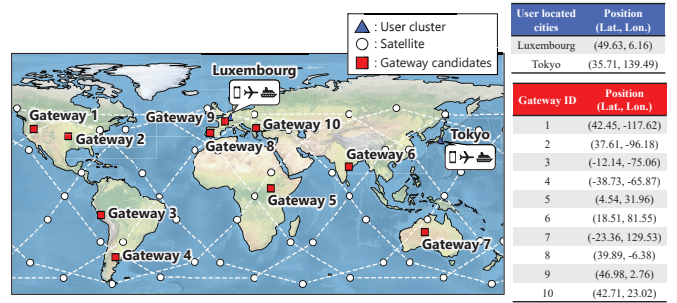 : User cluster
: Satellite
: Gateway candidates
Luxembourg
Gateway 1
Gateway 9
Gateway 10
Gateway 2
Gateway 8
Tokyo
Gateway 6
Gateway 5
Gateway 3
Gateway 7
Gateway 4
User located cities Position (Lat., Lon.)
Luxembourg (49.63, 6.16)
Tokyo (35.71, 139.49)
Gateway ID Position (Lat., Lon.)
1 (42.45, -117.62)
2 (37.61, -96.18)
3 (-12.14, -75.06)
4 (-38.73, -65.87)
5 (4.54, 31.96)
6 (18.51, 81.55)
7 (-23.36, 129.53)
8 (39.89, -6.38)
9 (46.98, 2.76)
10 (42.71, 23.02)